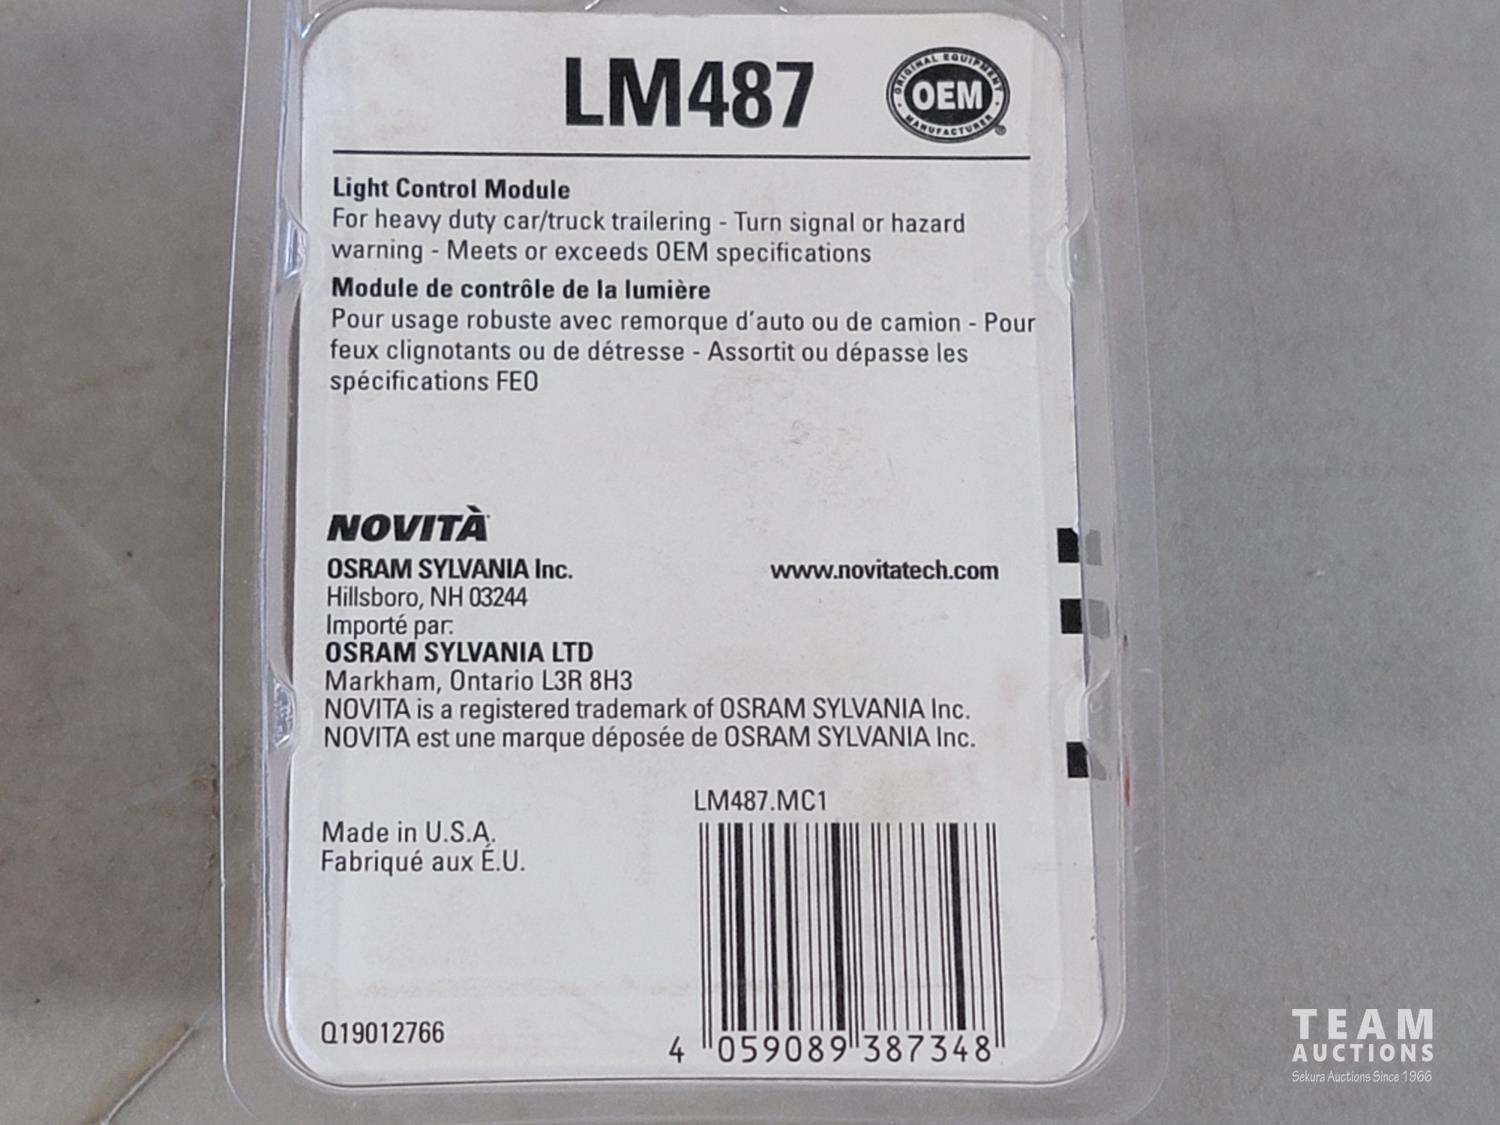 LM487
ORIGINAL EQUIPMENT
OEM
MANUFACTURER
®
Light Control Module
For heavy duty car/truck trailering - Turn signal or hazard
warning - Meets or exceeds OEM specifications
Module de contrôle de la lumière
Pour usage robuste avec remorque d'auto ou de camion - Pour
feux clignotants ou de détresse - Assortit ou dépasse les
spécifications FEO
NOVITÀ
OSRAM SYLVANIA Inc.
www.novitatech.com
Hillsboro, NH 03244
Importé par:
OSRAM SYLVANIA LTD
Markham, Ontario L3R 8H3
NOVITA is a registered trademark of OSRAM SYLVANIA Inc.
NOVITA est une marque déposée de OSRAM SYLVANIA Inc.
LM487.MC1
Made in U.S.A.
Fabriqué aux É.U.
Q19012766
4 059089 387348
TEAM
AUCTIONS
Sekura Auctions Since 1966